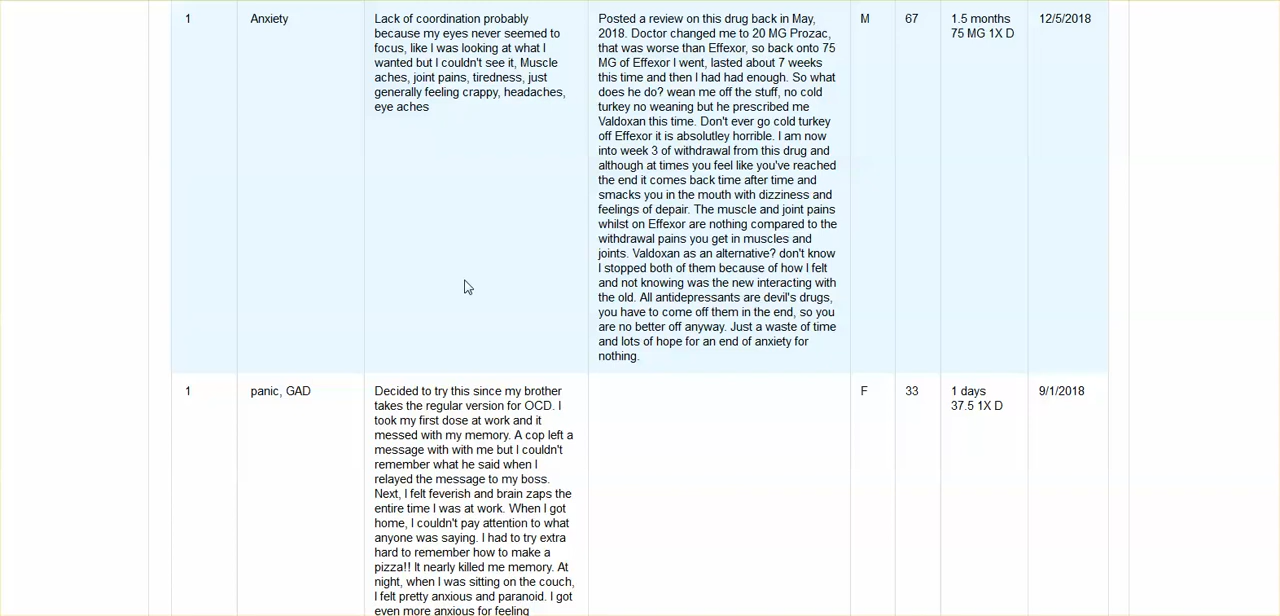 1
Anxiety
Lack of coordination probably
because my eyes never seemed to
focus, like I was looking at what I
wanted but I couldn't see it, Muscle
aches, joint pains, tiredness, just
generally feeling crappy, headaches,
eye aches
Posted a review on this drug back in May,
2018. Doctor changed me to 20 MG Prozac,
that was worse than Effexor, so back onto 75
MG of Effexor I went, lasted about 7 weeks
this time and then I had had enough. So what
does he do? wean me off the stuff, no cold
turkey no weaning but he prescribed me
Valdoxan this time. Don't ever go cold turkey
off Effexor it is absolutley horrible. I am now
into week 3 of withdrawal from this drug and
although at times you feel like you've reached
the end it comes back time after time and
smacks you in the mouth with dizziness and
feelings of depair. The muscle and joint pains
whilst on Effexor are nothing compared to the
withdrawal pains you get in muscles and
joints. Valdoxan as an alternative? don't know
I stopped both of them because of how I felt
and not knowing was the new interacting with
the old. All antidepressants are devil's drugs,
you have to come off them in the end, so you
are no better off anyway. Just a waste of time
and lots of hope for an end of anxiety for
nothing.
M
67
1.5 months
75 MG 1X D
12/5/2018
1
panic, GAD
Decided to try this since my brother
takes the regular version for OCD. I
took my first dose at work and it
messed with my memory. A cop left a
message with with me but I couldn't
remember what he said when I
relayed the message to my boss.
Next, I felt feverish and brain zaps the
entire time I was at work. When I got
home, I couldn't pay attention to what
anyone was saying. I had to try extra
hard to remember how to make a
pizza!! It nearly killed me memory. At
night, when I was sitting on the couch,
I felt pretty anxious and paranoid. I got
even more anxious for feeling
F
33
1 days
37.5 1X D
9/1/2018